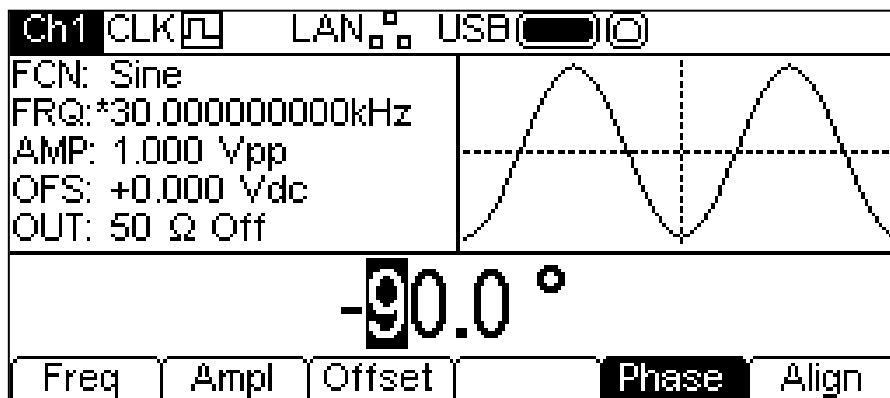 Ch1 CLK LAN USB
FCN: Sine
FRQ:*30.000000000kHz
AMP: 1.000 Vpp
OFS: +0.000 Vdc
OUT: 50 Ω Off
-90.0 °
Freq Ampl Offset Phase Align